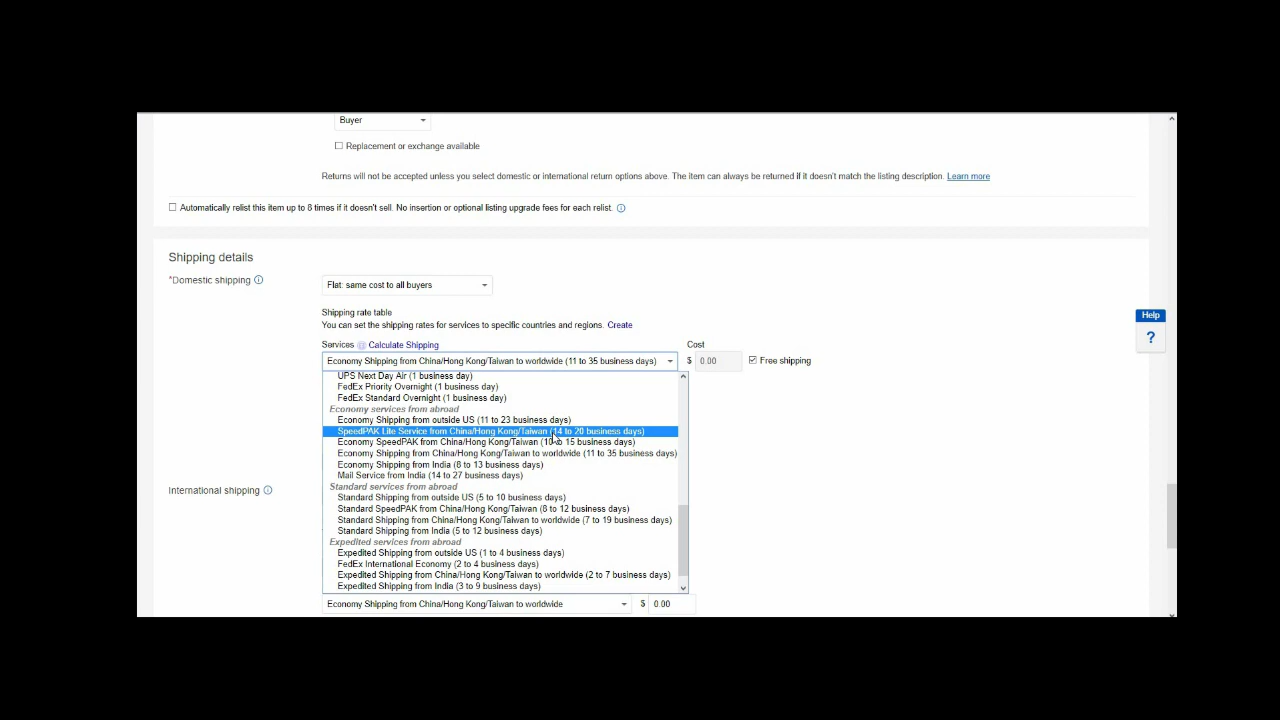 Buyer
Replacement or exchange available
Returns will not be accepted unless you select domestic or international return options above. The item can always be returned if it doesn't match the listing description. Learn more
Automatically relist this item up to 8 times if it doesn't sell. No insertion or optional listing upgrade fees for each relist.
Shipping details
*Domestic shipping
Flat: same cost to all buyers
Shipping rate table
You can set the shipping rates for services to specific countries and regions. Create
Help
?
Services Calculate Shipping Cost
Economy Shipping from China/Hong Kong/Taiwan to worldwide (11 to 35 business days) $ 0.00 Free shipping
UPS Next Day Air (1 business day)
FedEx Priority Overnight (1 business day)
FedEx Standard Overnight (1 business day)
Economy services from abroad
Economy Shipping from outside US (11 to 23 business days)
SpeedPAK Lite Service from China/Hong Kong/Taiwan (14 to 20 business days)
Economy SpeedPAK from China/Hong Kong/Taiwan (10 to 15 business days)
Economy Shipping from China/Hong Kong/Taiwan to worldwide (11 to 35 business days)
Economy Shipping from India (8 to 13 business days)
Mail Service from India (14 to 27 business days)
Standard services from abroad
International shipping
Standard Shipping from outside US (5 to 10 business days)
Standard SpeedPAK from China/Hong Kong/Taiwan (8 to 12 business days)
Standard Shipping from China/Hong Kong/Taiwan to worldwide (7 to 19 business days)
Standard Shipping from India (5 to 12 business days)
Expedited services from abroad
Expedited Shipping from outside US (1 to 4 business days)
FedEx International Economy (2 to 4 business days)
Expedited Shipping from China/Hong Kong/Taiwan to worldwide (2 to 7 business days)
Expedited Shipping from India (3 to 9 business days)
Economy Shipping from China/Hong Kong/Taiwan to worldwide $ 0.00